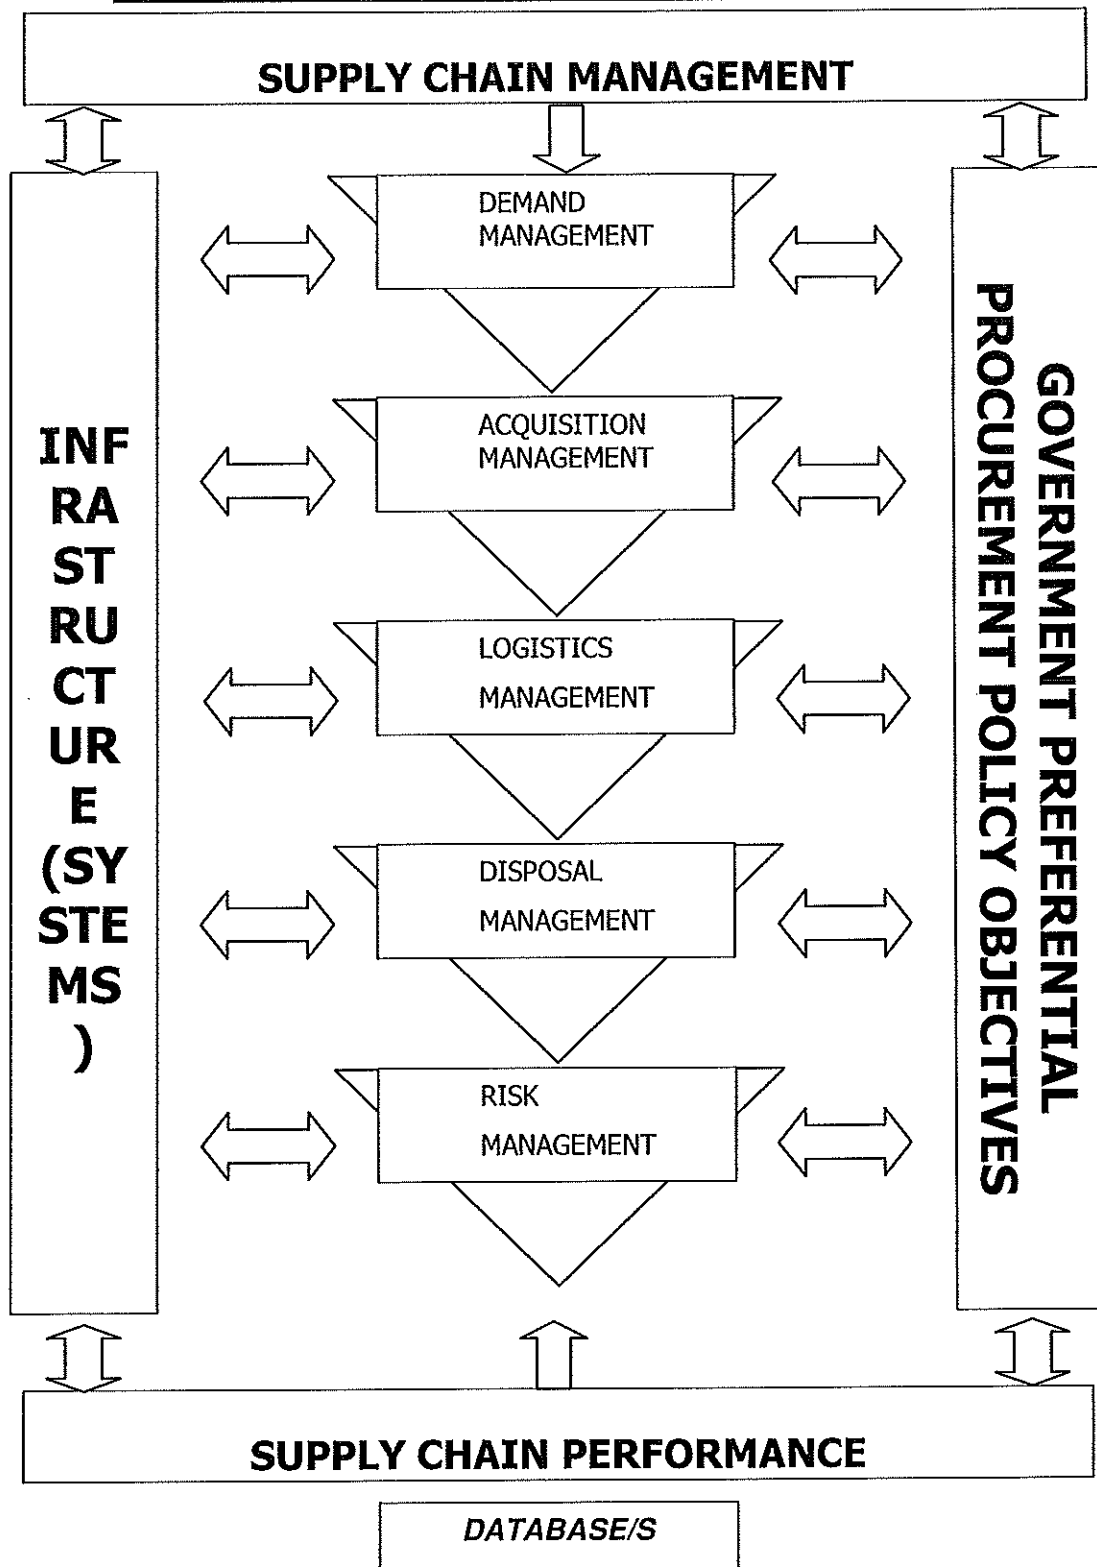 SUPPLY CHAIN MANAGEMENT
DEMAND
MANAGEMENT
ACQUISITION
MANAGEMENT
LOGISTICS
MANAGEMENT
DISPOSAL
MANAGEMENT
RISK
MANAGEMENT
INF
RA
ST
RU
CT
UR
E
(SY
STE
MS
)
GOVERNMENT PREFERENTIAL
PROCUREMENT POLICY OBJECTIVES
SUPPLY CHAIN PERFORMANCE
DATABASE/S